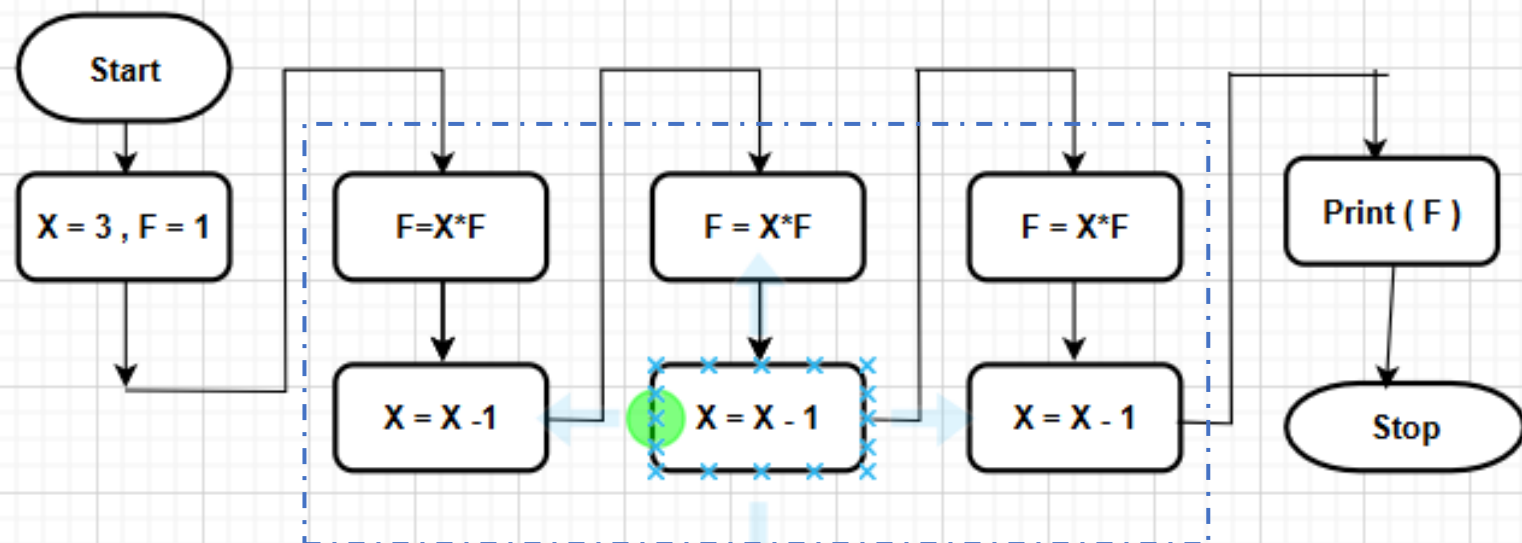 Start
X = 3 , F = 1
F=X*F
X = X -1
F = X*F
X = X - 1
F = X*F
X = X - 1
Print ( F )
Stop